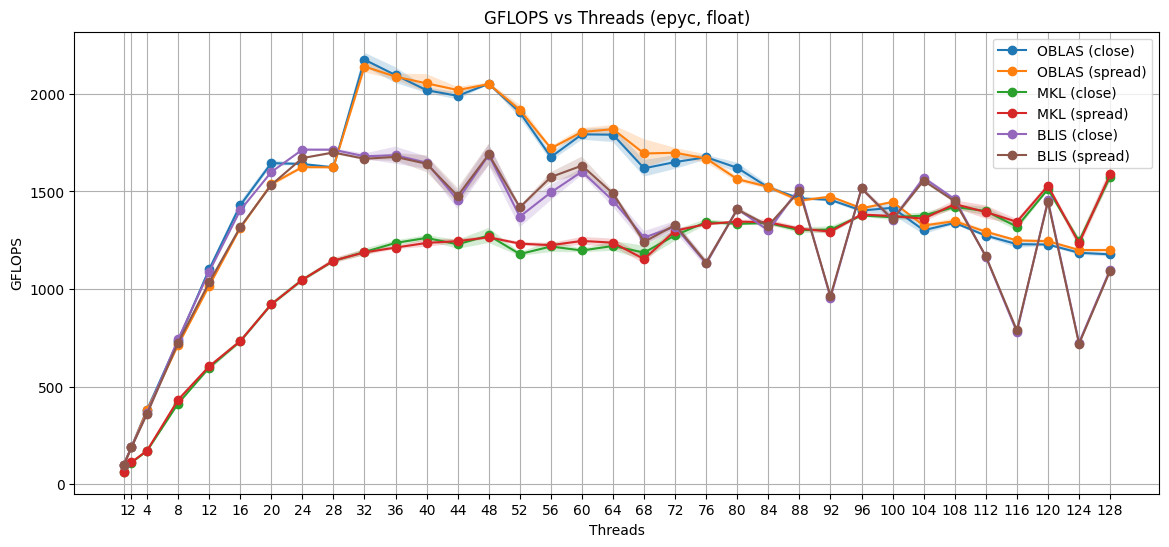 GFLOPS vs Threads (epyc, float)
OBLAS (close)
OBLAS (spread)
MKL (close)
MKL (spread)
BLIS (close)
BLIS (spread)
GFLOPS
2000
1500
1000
500
0
1 2 4 8 12 16 20 24 28 32 36 40 44 48 52 56 60 64 68 72 76 80 84 88 92 96 100 104 108 112 116 120 124 128
Threads